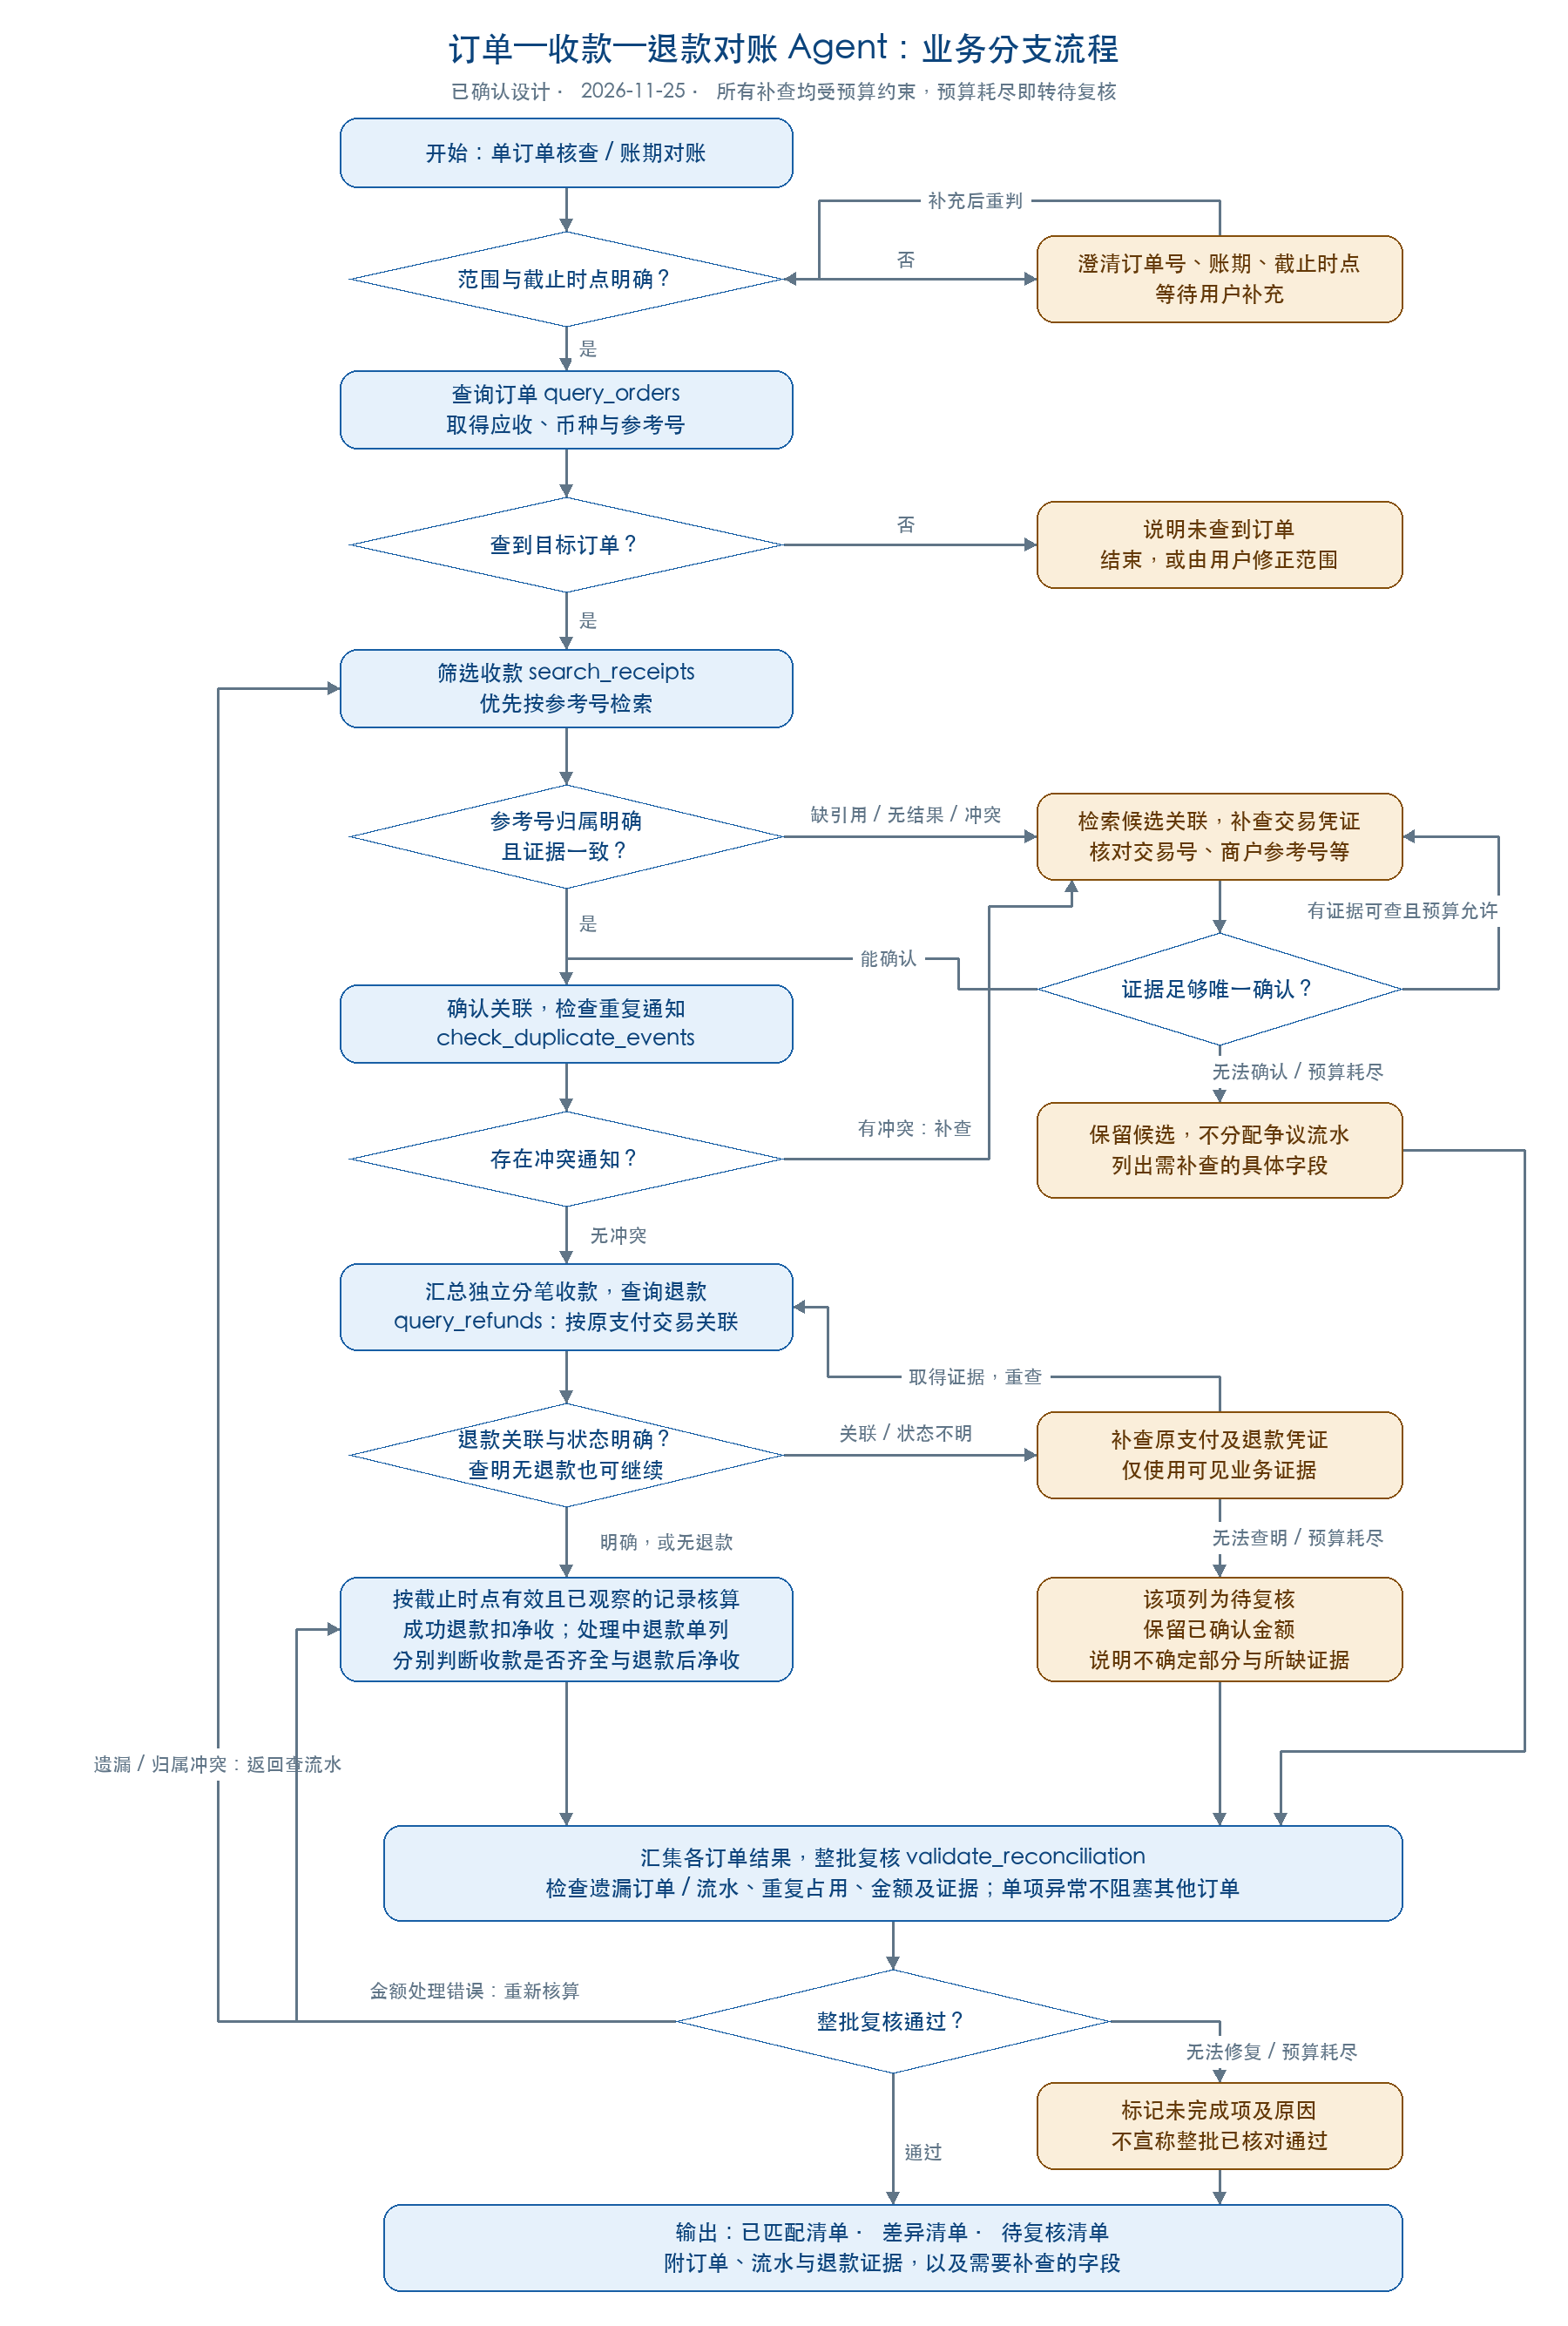 订单—收款—退款对账 Agent：业务分支流程
已确认设计 · 2026-11-25 · 所有补查均受预算约束，预算耗尽即转待复核
开始：单订单核查 / 账期对账
补充后重判
范围与截止时点明确？
否
澄清订单号、账期、截止时点
等待用户补充
是
查询订单 query_orders
取得应收、币种与参考号
查到目标订单？
否
说明未查到订单
结束，或由用户修正范围
是
筛选收款 search_receipts
优先按参考号检索
参考号归属明确
且证据一致？
缺引用 / 无结果 / 冲突
检索候选关联，补查交易凭证
核对交易号、商户参考号等
有证据可查且预算允许
是
能确认
证据足够唯一确认？
确认关联，检查重复通知
check_duplicate_events
无法确认 / 预算耗尽
有冲突：补查
存在冲突通知？
保留候选，不分配争议流水
列出需补查的具体字段
无冲突
汇总独立分笔收款，查询退款
query_refunds：按原支付交易关联
取得证据，重查
退款关联与状态明确？
查明无退款也可继续
关联 / 状态不明
补查原支付及退款凭证
仅使用可见业务证据
明确，或无退款
无法查明 / 预算耗尽
按截止时点有效且已观察的记录核算
成功退款扣净收；处理中退款单列
分别判断收款是否齐全与退款后净收
该项列为待复核
保留已确认金额
说明不确定部分与所缺证据
遗漏 / 归属冲突：返回查流水
汇集各订单结果，整批复核 validate_reconciliation
检查遗漏订单 / 流水、重复占用、金额及证据；单项异常不阻塞其他订单
金额处理错误：重新核算
整批复核通过？
无法修复 / 预算耗尽
标记未完成项及原因
不宣称整批已核对通过
通过
输出：已匹配清单 · 差异清单 · 待复核清单
附订单、流水与退款证据，以及需要补查的字段